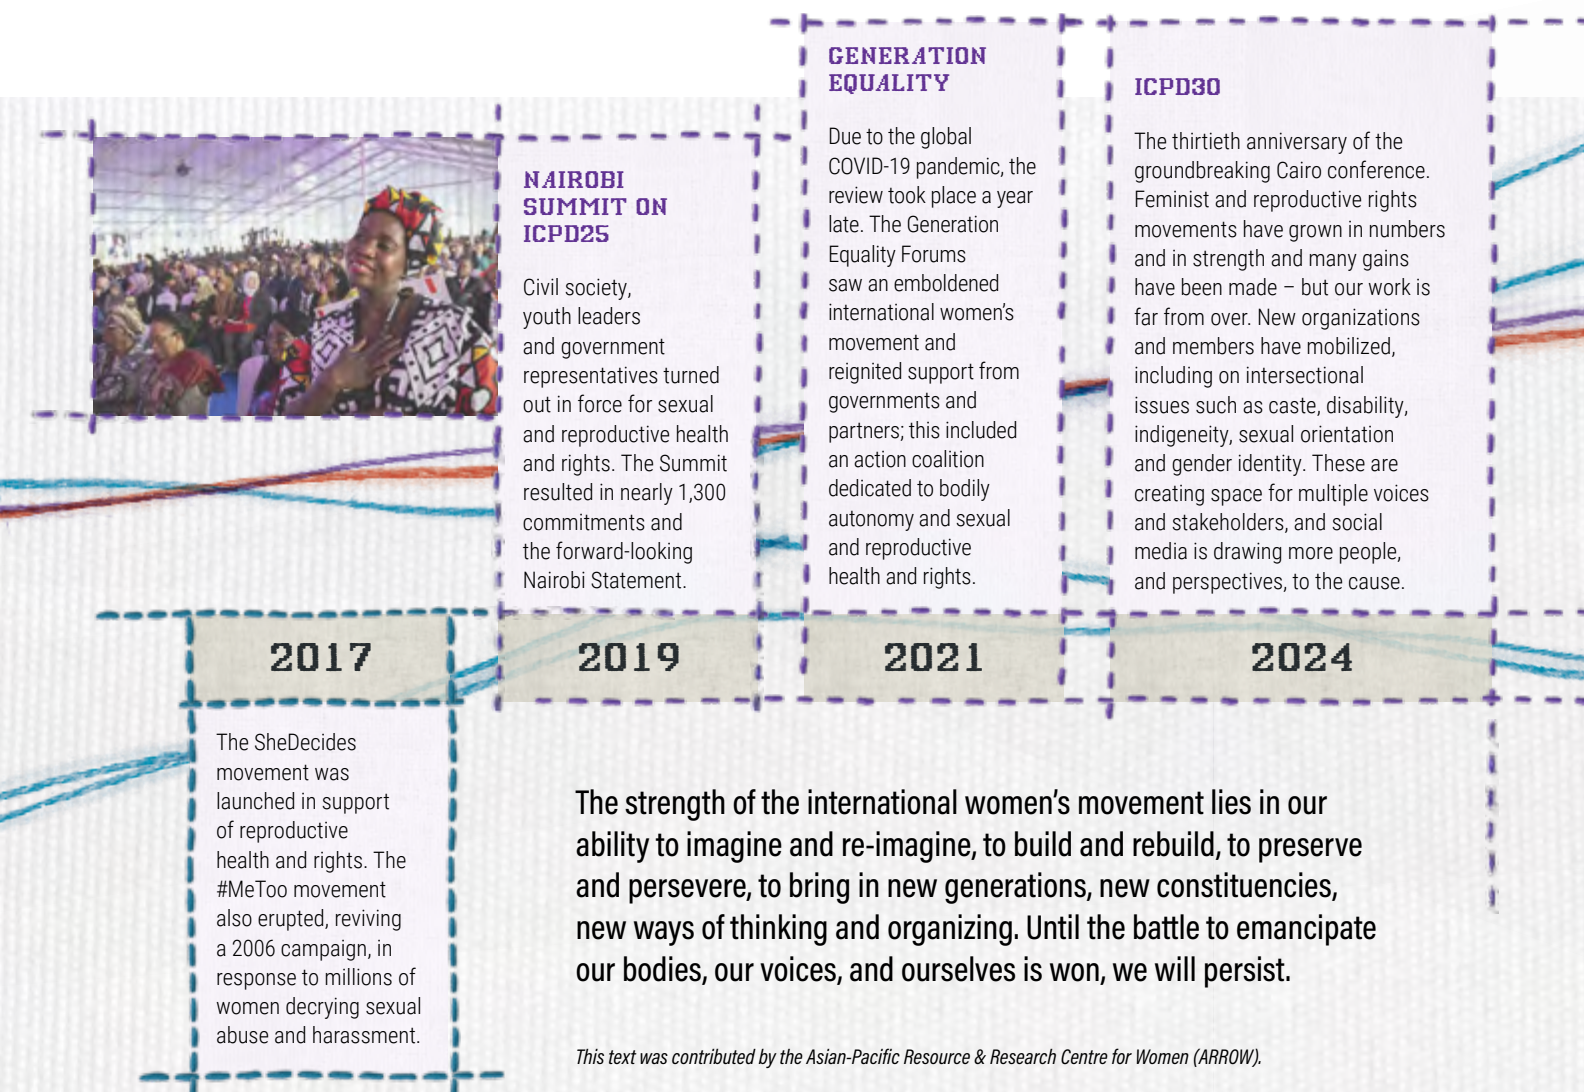 NAIROBI
SUMMIT ON
ICPD25
Civil society,
youth leaders
and government
representatives turned
out in force for sexual
and reproductive health
and rights. The Summit
resulted in nearly 1,300
commitments and
the forward-looking
Nairobi Statement.
GENERATION
EQUALITY
Due to the global
COVID-19 pandemic, the
review took place a year
late. The Generation
Equality Forums
saw an emboldened
international women’s
movement and
reignited support from
governments and
partners; this included
an action coalition
dedicated to bodily
autonomy and sexual
and reproductive
health and rights.
ICPD30
The thirtieth anniversary of the
groundbreaking Cairo conference.
Feminist and reproductive rights
movements have grown in numbers
and in strength and many gains
have been made – but our work is
far from over. New organizations
and members have mobilized,
including on intersectional
issues such as caste, disability,
indigeneity, sexual orientation
and gender identity. These are
creating space for multiple voices
and stakeholders, and social
media is drawing more people,
and perspectives, to the cause.
2017
2019
2021
2024
The SheDecides
movement was
launched in support
of reproductive
health and rights. The
#MeToo movement
also erupted, reviving
a 2006 campaign, in
response to millions of
women decrying sexual
abuse and harassment.
The strength of the international women’s movement lies in our
ability to imagine and re-imagine, to build and rebuild, to preserve
and persevere, to bring in new generations, new constituencies,
new ways of thinking and organizing. Until the battle to emancipate
our bodies, our voices, and ourselves is won, we will persist.
This text was contributed by the Asian-Pacific Resource & Research Centre for Women (ARROW).